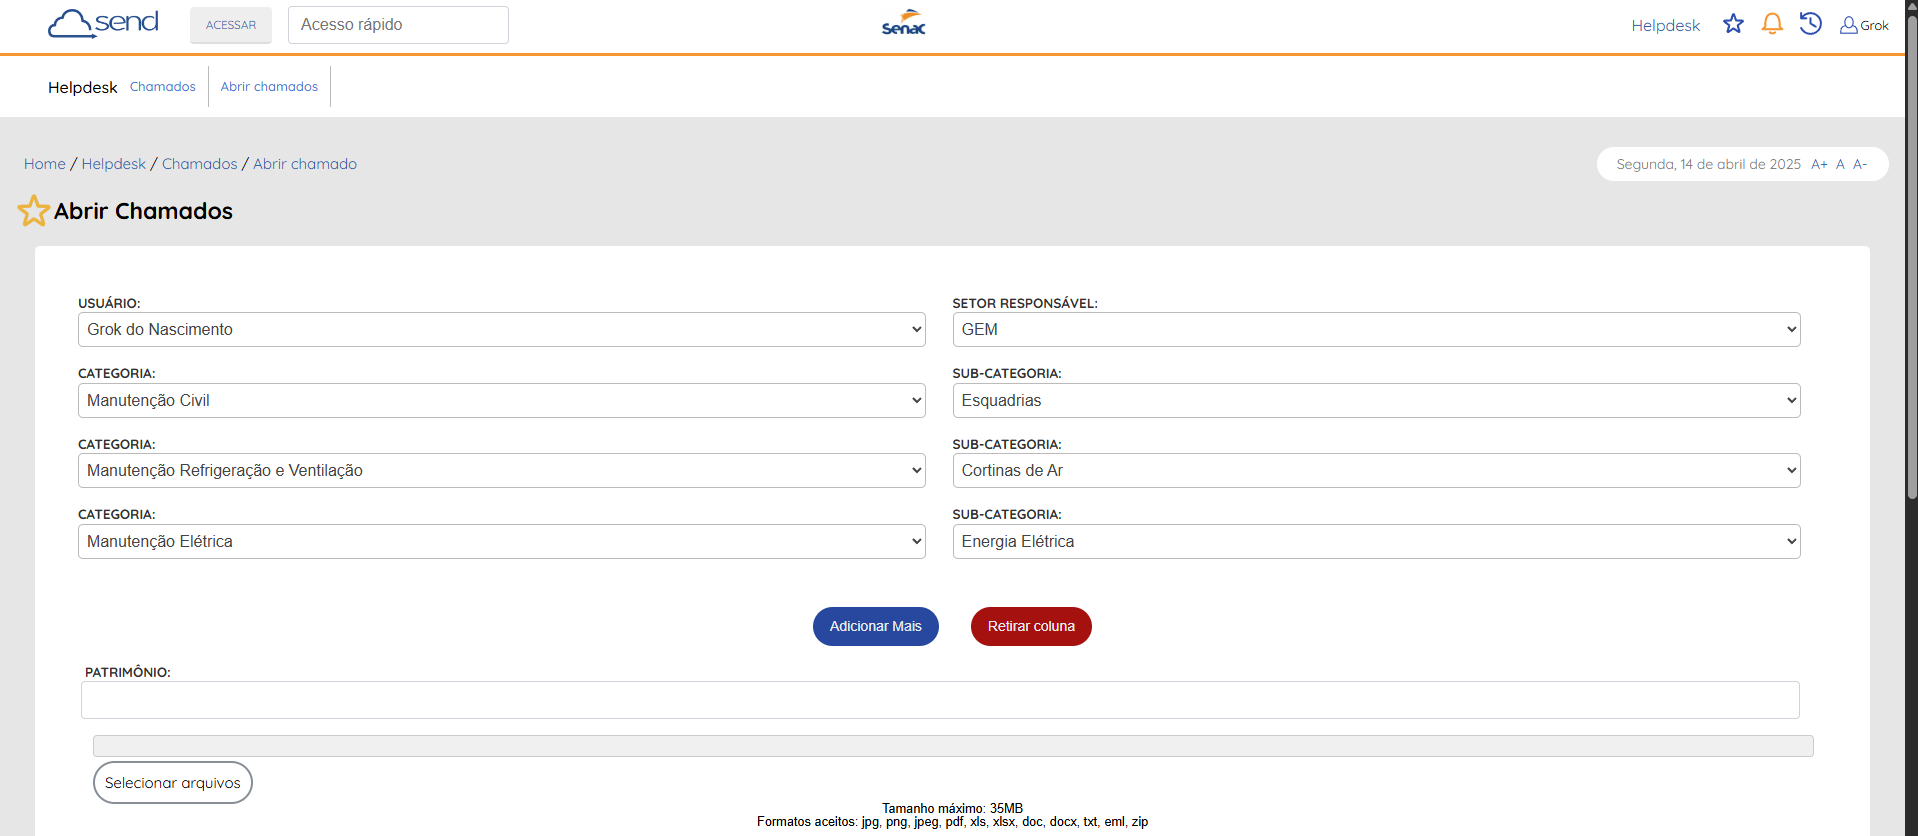 send
ACESSAR
Acesso rápido
Senac
Helpdesk
Grok
Helpdesk
Chamados
Abrir chamados
Home / Helpdesk / Chamados / Abrir chamado
Segunda, 14 de abril de 2025 A+ A A-
Abrir Chamados
USUÁRIO:
SETOR RESPONSÁVEL:
Grok do Nascimento
GEM
CATEGORIA:
SUB-CATEGORIA:
Manutenção Civil
Esquadrias
CATEGORIA:
SUB-CATEGORIA:
Manutenção Refrigeração e Ventilação
Cortinas de Ar
CATEGORIA:
SUB-CATEGORIA:
Manutenção Elétrica
Energia Elétrica
Adicionar Mais
Retirar coluna
PATRIMÔNIO:
Selecionar arquivos
Tamanho máximo: 35MB
Formatos aceitos: jpg, png, jpeg, pdf, xls, xlsx, doc, docx, txt, eml, zip